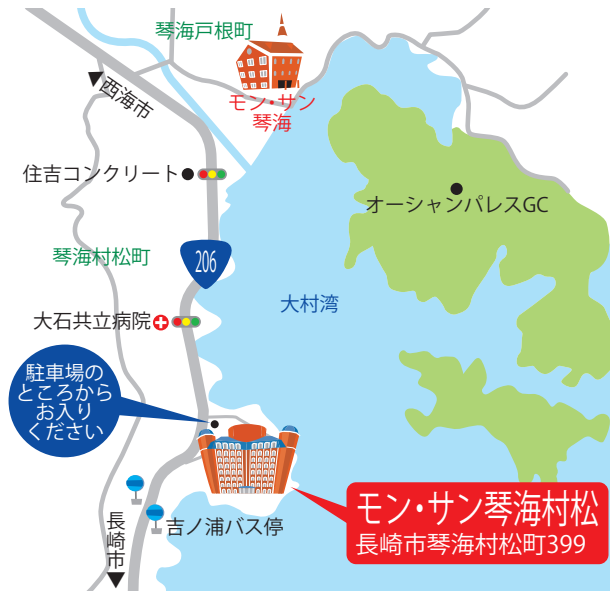 琴海戸根町
西海市
モン・サン
琴海
住吉コンクリート
オーシャンパレスGC
琴海村松町
206
大村湾
大石共立病院
駐車場の
ところから
お入り
ください
モン・サン琴海村松
長崎市琴海村松町399
吉ノ浦バス停
長崎市